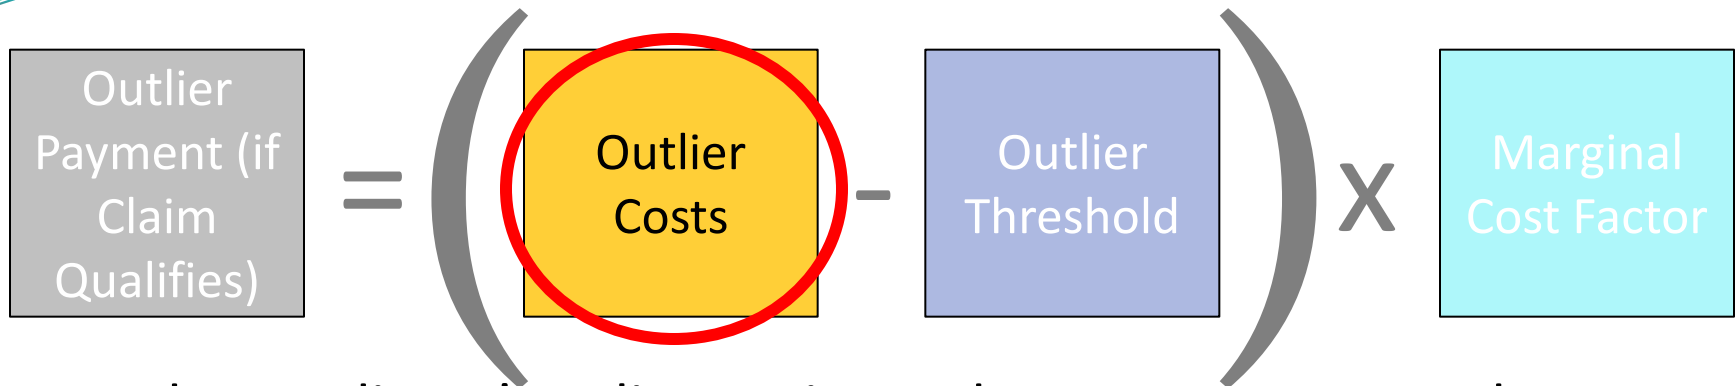 Outlier
Payment (if
Claim
Qualifies)
=
(
Outlier
Costs
-
Outlier
Threshold
)
x
Marginal
Cost Factor